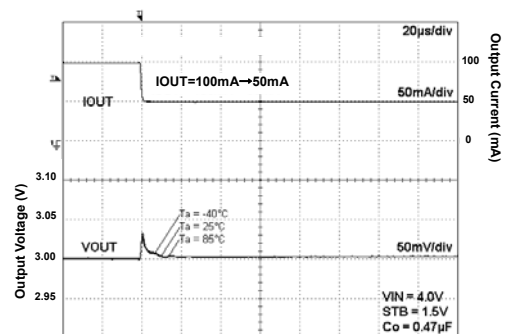 20µs/div
Output Current (mA)
100
IOUT=100mA→50mA
50mA/div
IOUT
50
0
Output Voltage (V)
3.10
3.05
Ta = -40°C
Ta = 25°C
Ta = 85°C
VOUT
50mV/div
3.00
2.95
VIN = 4.0V
STB = 1.5V
Co = 0.47µF